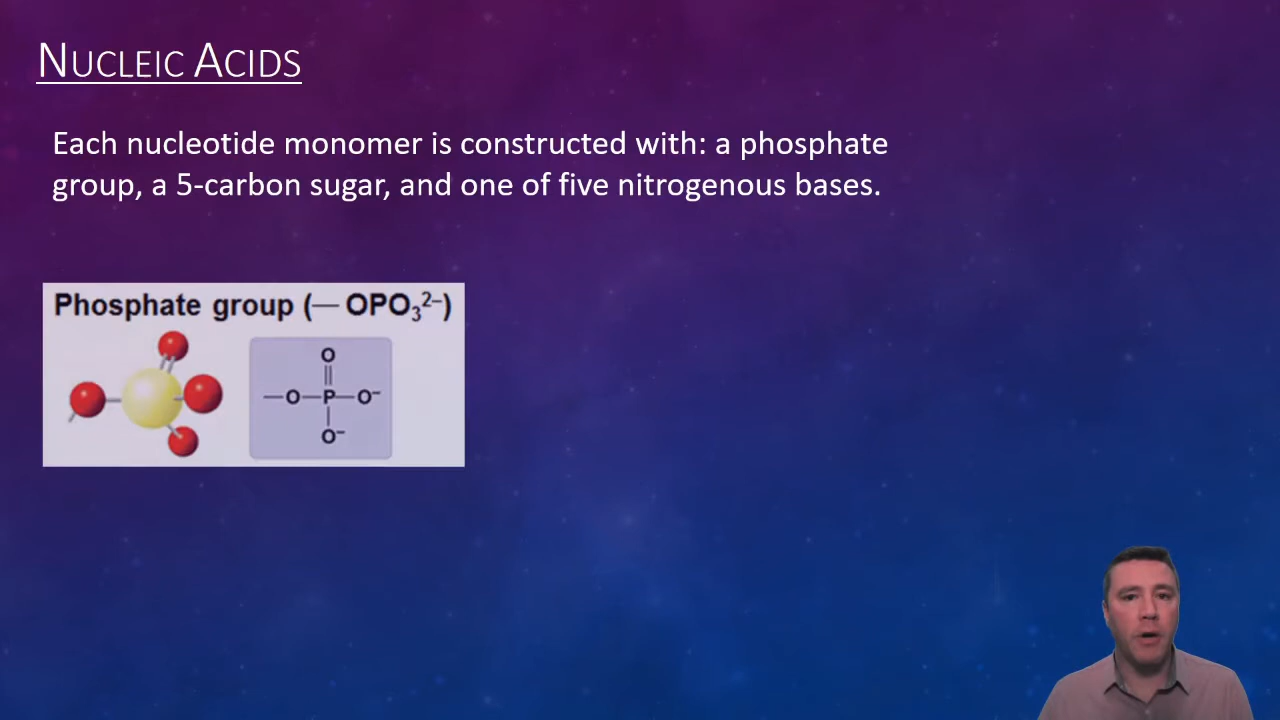 NUCLEIC ACIDS
Each nucleotide monomer is constructed with: a phosphate
group, a 5-carbon sugar, and one of five nitrogenous bases.
Phosphate group (— OPO₃²⁻)
O
—O—P—O⁻
O⁻